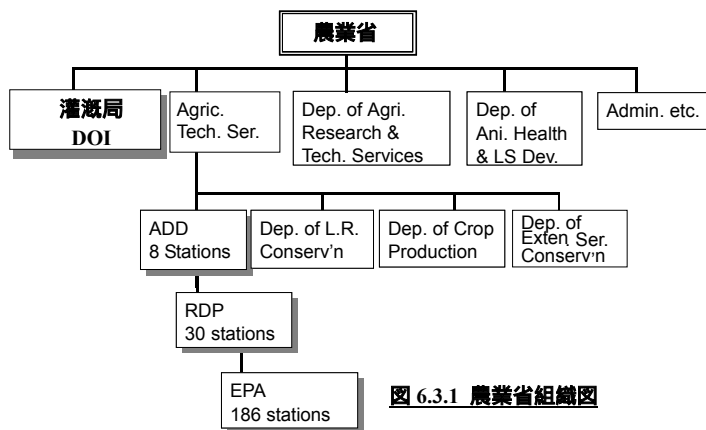 農業省
灌漑局
DOI
Agric.
Tech. Ser.
Dep. of Agri.
Research &
Tech. Services
Dep. of
Ani. Health
& LS Dev.
Admin. etc.
ADD
8 Stations
Dep. of L.R.
Conserv'n
Dep. of Crop
Production
Dep. of
Exten. Ser.
Conserv'n
RDP
30 stations
EPA
186 stations
図 6.3.1 農業省組織図